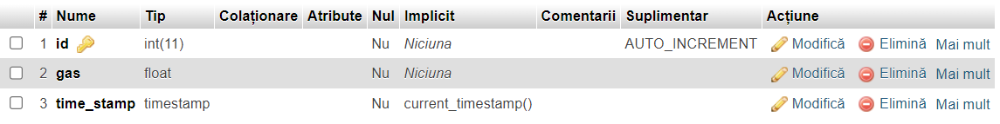 # Nume Tip Colaționare Atribute Nul Implicit Comentarii Suplimentar Acțiune
1 id int(11) Nu Niciuna AUTO_INCREMENT Modifică Elimină Mai mult
2 gas float Nu Niciuna Modifică Elimină Mai mult
3 time_stamp timestamp Nu current_timestamp() Modifică Elimină Mai mult